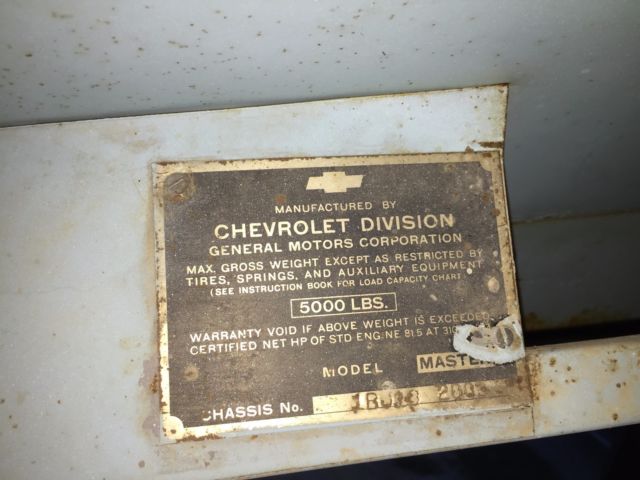 MANUFACTURED BY
CHEVROLET DIVISION
GENERAL MOTORS CORPORATION
MAX. GROSS WEIGHT EXCEPT AS RESTRICTED BY
TIRES, SPRINGS, AND AUXILIARY EQUIPMENT
(SEE INSTRUCTION BOOK FOR LOAD CAPACITY CHART
5000 LBS.
WARRANTY VOID IF ABOVE WEIGHT IS EXCEEDED
CERTIFIED NET HP OF STD ENGINE 81.5 AT
MODEL
CHASSIS No.